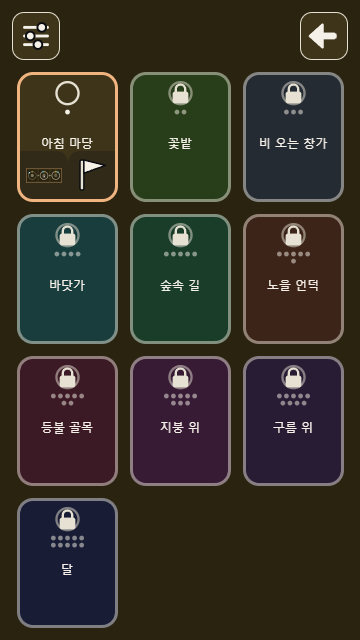 아침 마당
꽃밭
비 오는 창가
바닷가
숲속 길
노을 언덕
등불 골목
지붕 위
구름 위
달